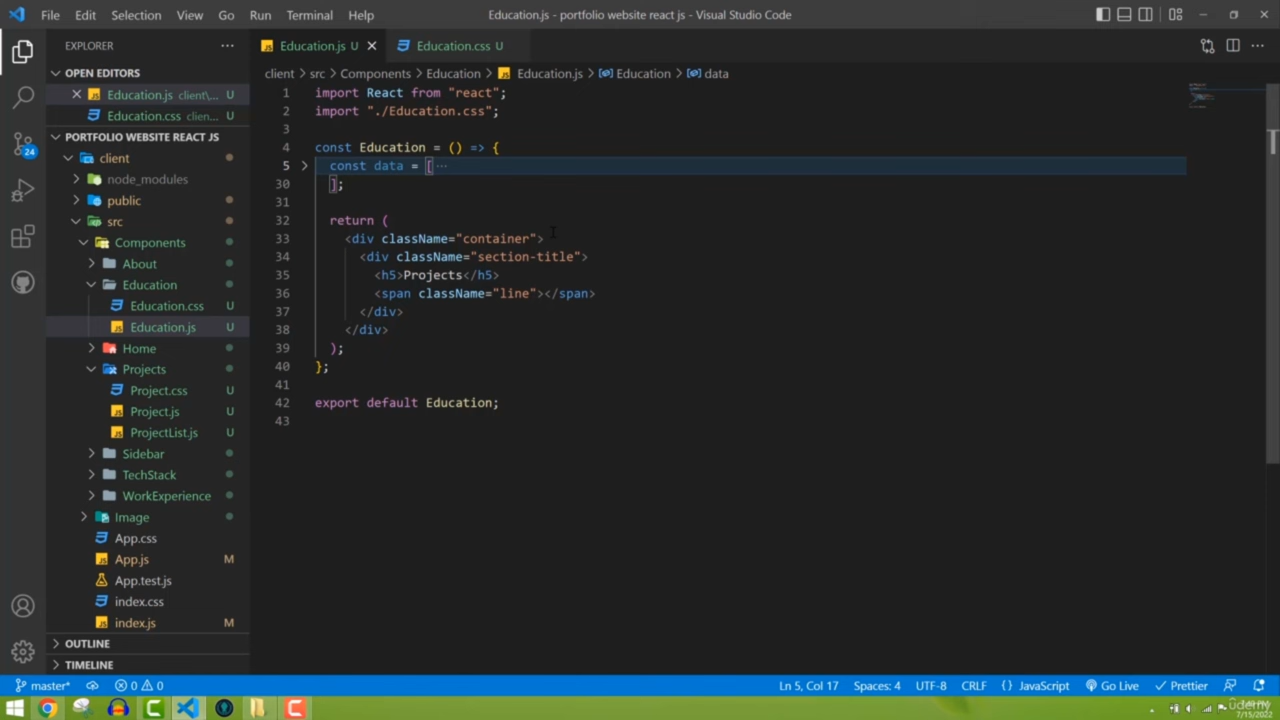 File Edit Selection View Go Run Terminal Help Education.js - portfolio website react js - Visual Studio Code
EXPLORER ···
Education.js U
Education.css U
client > src > Components > Education > Education.js > Education > data
OPEN EDITORS
Education.js client\... U
Education.css clien... U
PORTFOLIO WEBSITE REACT JS
client
node_modules
public
src
Components
About
Education
Education.css U
Education.js U
Home
Projects
Project.css U
Project.js U
ProjectList.js U
Sidebar
TechStack
WorkExperience
Image
App.css
App.js M
App.test.js
index.css
index.js M
OUTLINE
TIMELINE
24
1 import React from "react";
2 import "./Education.css";
3
4 const Education = () => {
5 const data = [ ···
30 ];
31
32 return (
33 <div className="container">
34 <div className="section-title">
35 <h5>Projects</h5>
36 <span className="line"></span>
37 </div>
38 </div>
39 );
40 };
41
42 export default Education;
43
master* 0 0 Ln 5, Col 17 Spaces: 4 UTF-8 CRLF {} JavaScript Go Live Prettier
udemy
7/15/2022